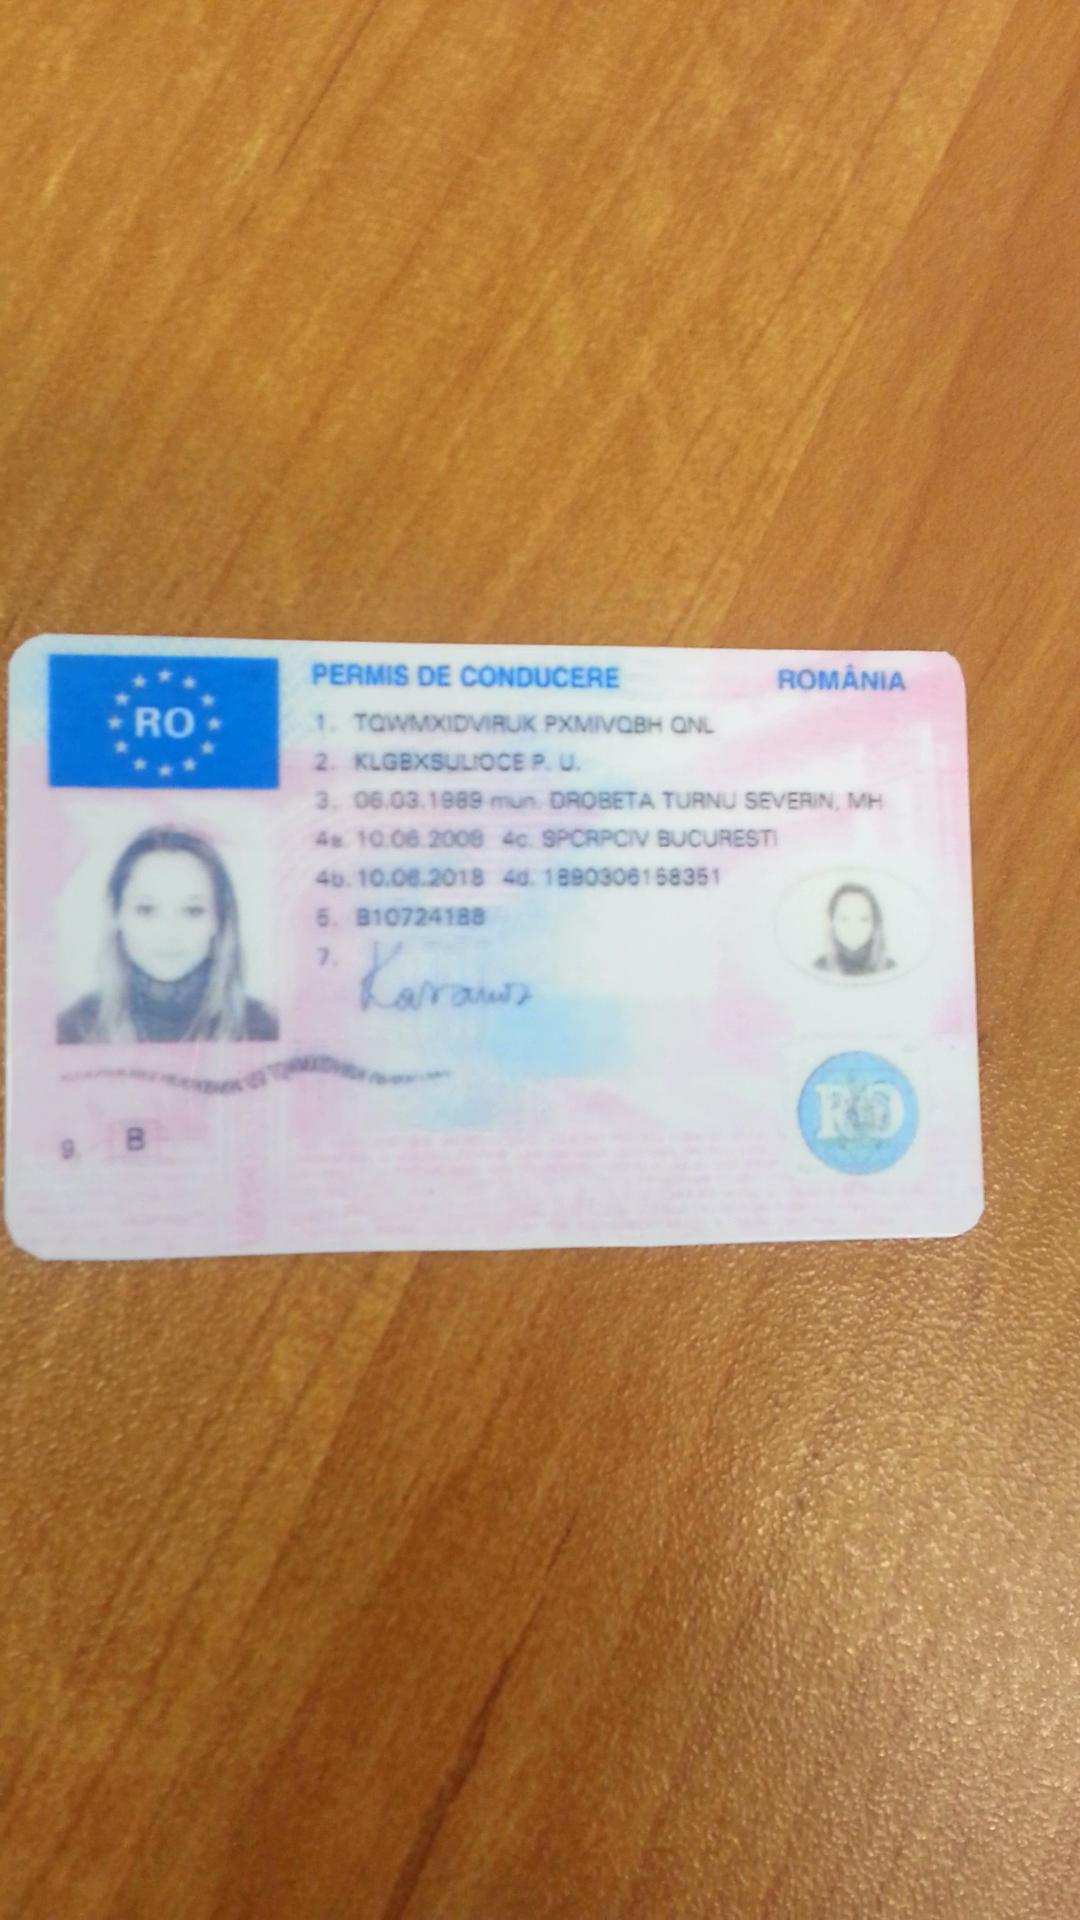 RO
PERMIS DE CONDUCERE ROMÂNIA
1. TQWMXIDVIRUK PXMIVQBH QNL
2. KLGBXSULIOCE P. U.
3. 06.03.1989 mun. DROBETA TURNU SEVERIN, MH
4a. 10.06.2008 4c. SPCRPCIV BUCURESTI
4b. 10.06.2018 4d. 1890306158351
5. B10724188
7.
9. B
RO